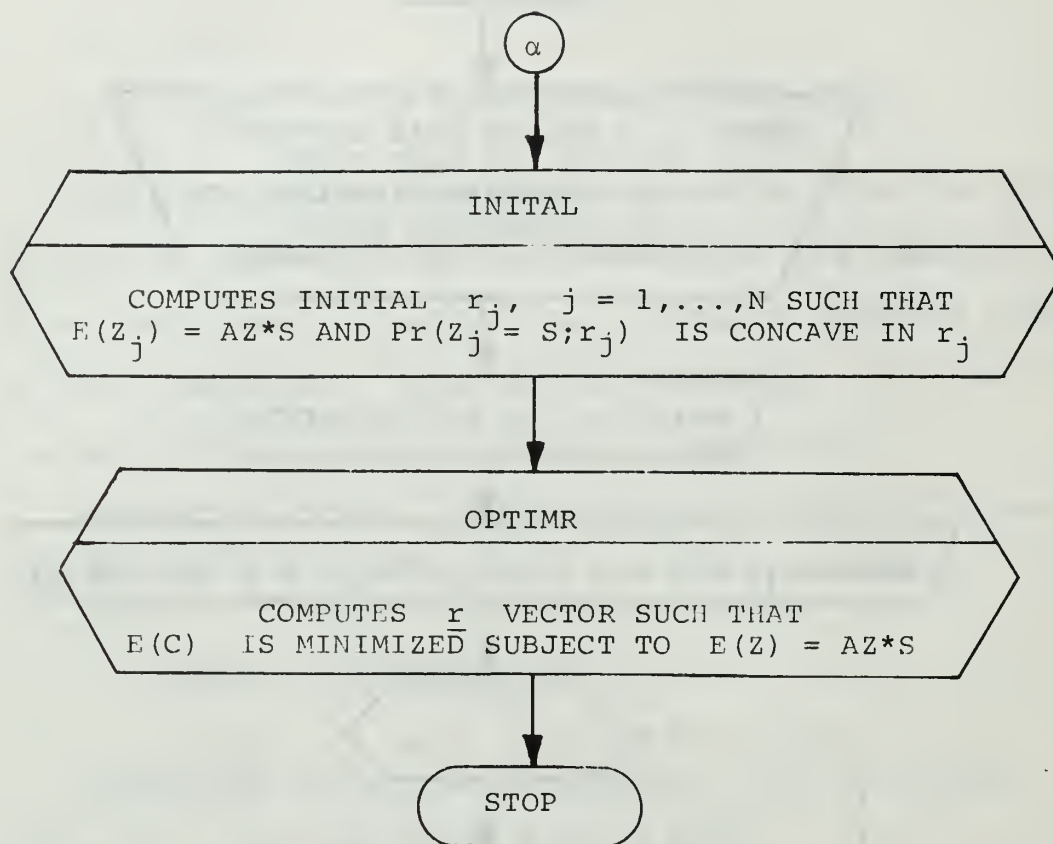 α
INITAL
COMPUTES INITIAL r_j, j = 1,...,N SUCH THAT
E(Z_j) = AZ*S AND Pr(Z_j = S;r_j) IS CONCAVE IN r_j
OPTIMR
COMPUTES r VECTOR SUCH THAT
E(C) IS MINIMIZED SUBJECT TO E(Z) = AZ*S
STOP